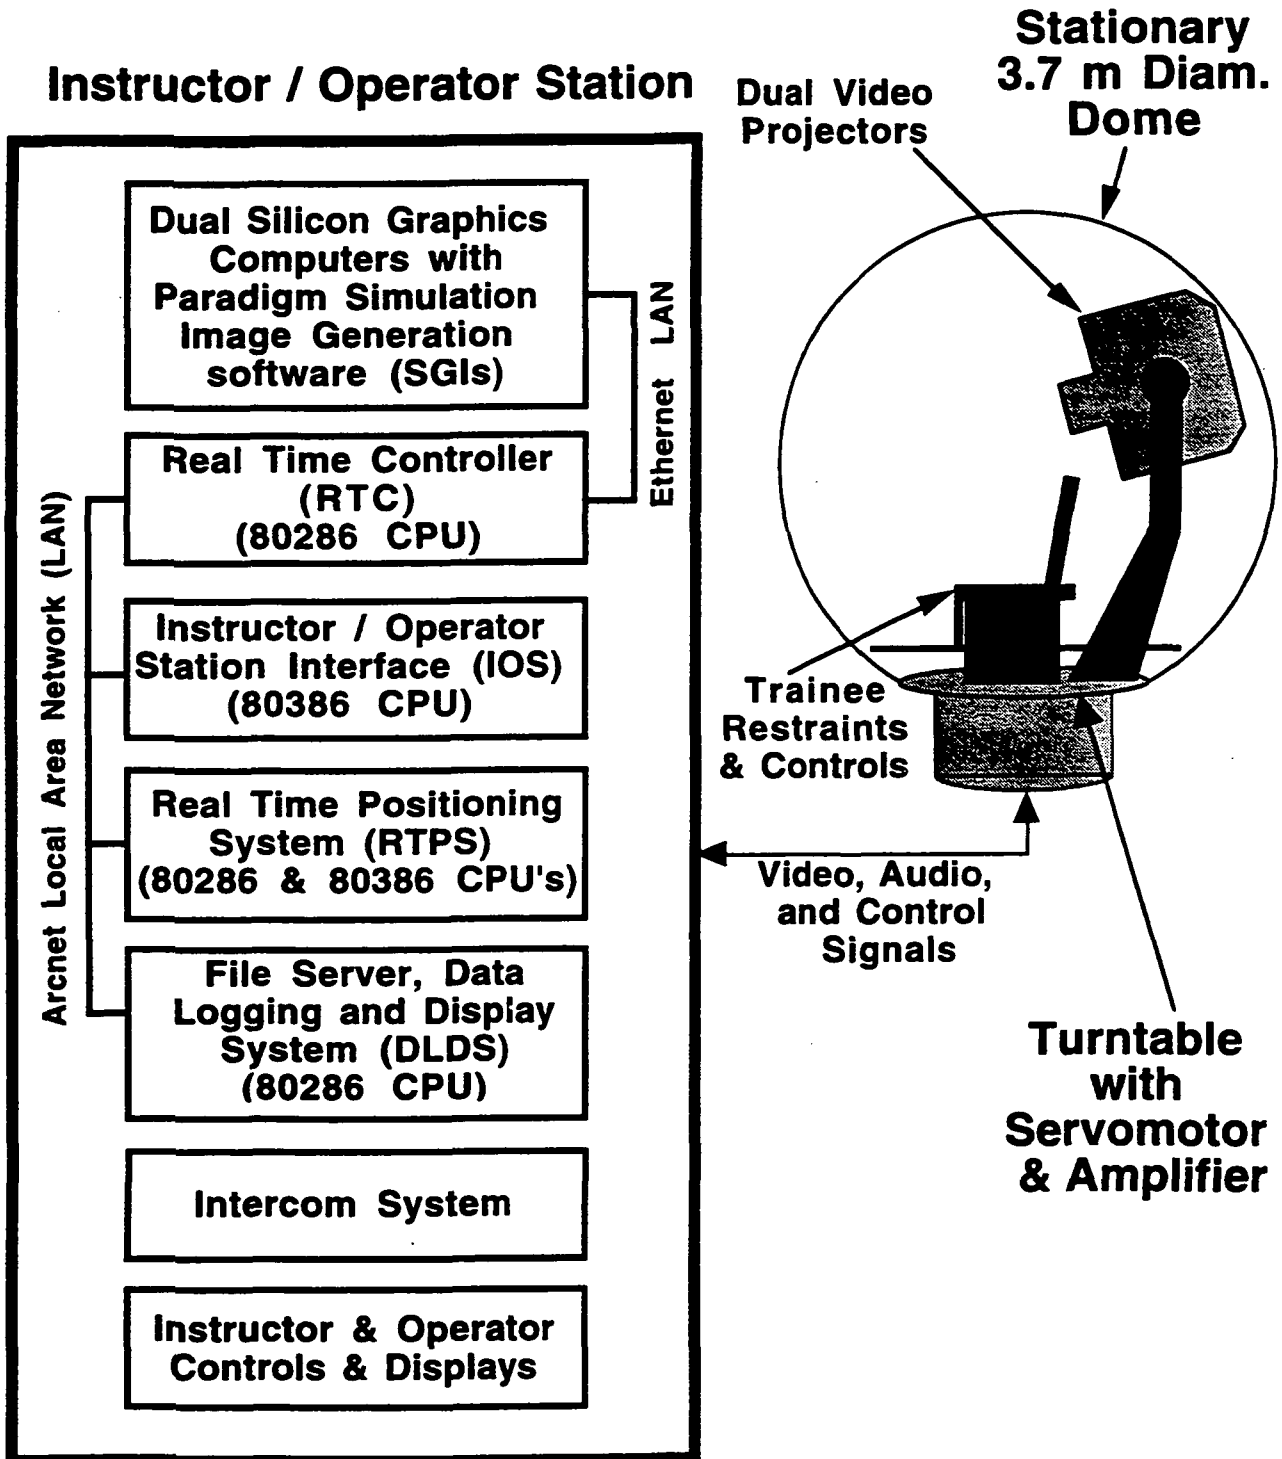 Instructor / Operator Station
Dual Silicon Graphics
Computers with
Paradigm Simulation
Image Generation
software (SGIs)
Ethernet LAN
Real Time Controller
(RTC)
(80286 CPU)
Arcnet Local Area Network (LAN)
Instructor / Operator
Station Interface (IOS)
(80386 CPU)
Real Time Positioning
System (RTPS)
(80286 & 80386 CPU's)
File Server, Data
Logging and Display
System (DLDS)
(80286 CPU)
Intercom System
Instructor & Operator
Controls & Displays
Stationary
3.7 m Diam.
Dome
Dual Video
Projectors
Trainee
Restraints
& Controls
Video, Audio,
and Control
Signals
Turntable
with
Servomotor
& Amplifier